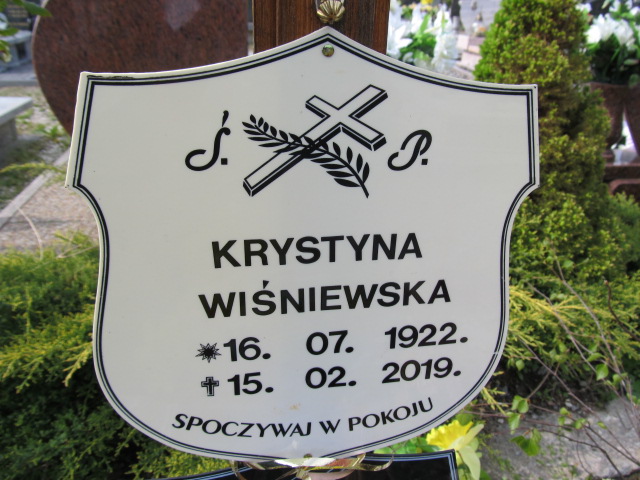 Ś. P.
KRYSTYNA
WIŚNIEWSKA
16. 07. 1922.
15. 02. 2019.
SPOCZYWAJ W POKOJU